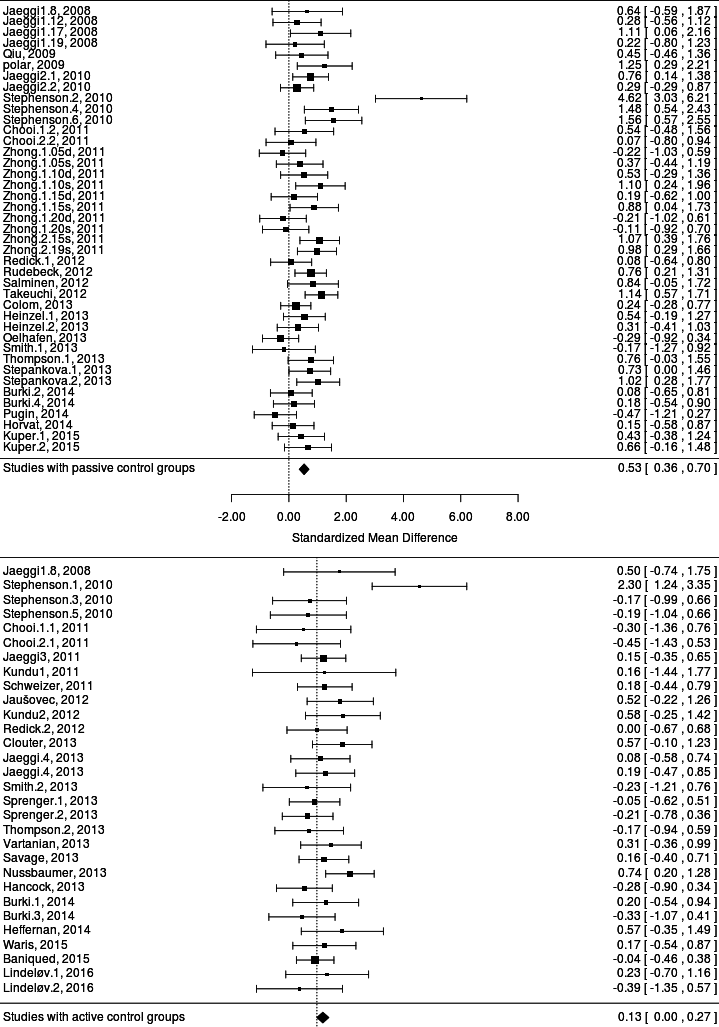 Jaeggi1.8, 2008 0.64 [ -0.59 , 1.87 ]
Jaeggi1.12, 2008 0.28 [ -0.56 , 1.12 ]
Jaeggi1.17, 2008 1.11 [ 0.06 , 2.16 ]
Jaeggi1.19, 2008 0.22 [ -0.80 , 1.23 ]
Qiu, 2009 0.45 [ -0.46 , 1.36 ]
polar, 2009 1.25 [ 0.29 , 2.21 ]
Jaeggi2.1, 2010 0.76 [ 0.14 , 1.38 ]
Jaeggi2.2, 2010 0.29 [ -0.29 , 0.87 ]
Stephenson.2, 2010 4.62 [ 3.03 , 6.21 ]
Stephenson.4, 2010 1.48 [ 0.54 , 2.43 ]
Stephenson.6, 2010 1.56 [ 0.57 , 2.55 ]
Chooi.1.2, 2011 0.54 [ -0.48 , 1.56 ]
Chooi.2.2, 2011 0.07 [ -0.80 , 0.94 ]
Zhong.1.05d, 2011 -0.22 [ -1.03 , 0.59 ]
Zhong.1.05s, 2011 0.37 [ -0.44 , 1.19 ]
Zhong.1.10d, 2011 0.53 [ -0.29 , 1.36 ]
Zhong.1.10s, 2011 1.10 [ 0.24 , 1.96 ]
Zhong.1.15d, 2011 0.19 [ -0.62 , 1.00 ]
Zhong.1.15s, 2011 0.88 [ 0.04 , 1.73 ]
Zhong.1.20d, 2011 -0.21 [ -1.02 , 0.61 ]
Zhong.1.20s, 2011 -0.11 [ -0.92 , 0.70 ]
Zhong.2.15s, 2011 1.07 [ 0.39 , 1.76 ]
Zhong.2.19s, 2011 0.98 [ 0.29 , 1.66 ]
Redick.1, 2012 0.08 [ -0.64 , 0.80 ]
Rudebeck, 2012 0.76 [ 0.21 , 1.31 ]
Salminen, 2012 0.84 [ -0.05 , 1.72 ]
Takeuchi, 2012 1.14 [ 0.57 , 1.71 ]
Colom, 2013 0.24 [ -0.28 , 0.77 ]
Heinzel.1, 2013 0.54 [ -0.19 , 1.27 ]
Heinzel.2, 2013 0.31 [ -0.41 , 1.03 ]
Oelhafen, 2013 -0.29 [ -0.92 , 0.34 ]
Smith.1, 2013 -0.17 [ -1.27 , 0.92 ]
Thompson.1, 2013 0.76 [ -0.03 , 1.55 ]
Stepankova.1, 2013 0.73 [ 0.00 , 1.46 ]
Stepankova.2, 2013 1.02 [ 0.28 , 1.77 ]
Burki.2, 2014 0.08 [ -0.65 , 0.81 ]
Burki.4, 2014 0.18 [ -0.54 , 0.90 ]
Pugin, 2014 -0.47 [ -1.21 , 0.27 ]
Horvat, 2014 0.15 [ -0.58 , 0.87 ]
Kuper.1, 2015 0.43 [ -0.38 , 1.24 ]
Kuper.2, 2015 0.66 [ -0.16 , 1.48 ]
Studies with passive control groups 0.53 [ 0.36 , 0.70 ]
-2.00 0.00 2.00 4.00 6.00 8.00
Standardized Mean Difference
Jaeggi1.8, 2008 0.50 [ -0.74 , 1.75 ]
Stephenson.1, 2010 2.30 [ 1.24 , 3.35 ]
Stephenson.3, 2010 -0.17 [ -0.99 , 0.66 ]
Stephenson.5, 2010 -0.19 [ -1.04 , 0.66 ]
Chooi.1.1, 2011 -0.30 [ -1.36 , 0.76 ]
Chooi.2.1, 2011 -0.45 [ -1.43 , 0.53 ]
Jaeggi3, 2011 0.15 [ -0.35 , 0.65 ]
Kundu1, 2011 0.16 [ -1.44 , 1.77 ]
Schweizer, 2011 0.18 [ -0.44 , 0.79 ]
Jaušovec, 2012 0.52 [ -0.22 , 1.26 ]
Kundu2, 2012 0.58 [ -0.25 , 1.42 ]
Redick.2, 2012 0.00 [ -0.67 , 0.68 ]
Clouter, 2013 0.57 [ -0.10 , 1.23 ]
Jaeggi.4, 2013 0.08 [ -0.58 , 0.74 ]
Jaeggi.4, 2013 0.19 [ -0.47 , 0.85 ]
Smith.2, 2013 -0.23 [ -1.21 , 0.76 ]
Sprenger.1, 2013 -0.05 [ -0.62 , 0.51 ]
Sprenger.2, 2013 -0.21 [ -0.78 , 0.36 ]
Thompson.2, 2013 -0.17 [ -0.94 , 0.59 ]
Vartanian, 2013 0.31 [ -0.36 , 0.99 ]
Savage, 2013 0.16 [ -0.40 , 0.71 ]
Nussbaumer, 2013 0.74 [ 0.20 , 1.28 ]
Hancock, 2013 -0.28 [ -0.90 , 0.34 ]
Burki.1, 2014 0.20 [ -0.54 , 0.94 ]
Burki.3, 2014 -0.33 [ -1.07 , 0.41 ]
Heffernan, 2014 0.57 [ -0.35 , 1.49 ]
Waris, 2015 0.17 [ -0.54 , 0.87 ]
Baniqued, 2015 -0.04 [ -0.46 , 0.38 ]
Lindeløv.1, 2016 0.23 [ -0.70 , 1.16 ]
Lindeløv.2, 2016 -0.39 [ -1.35 , 0.57 ]
Studies with active control groups 0.13 [ 0.00 , 0.27 ]